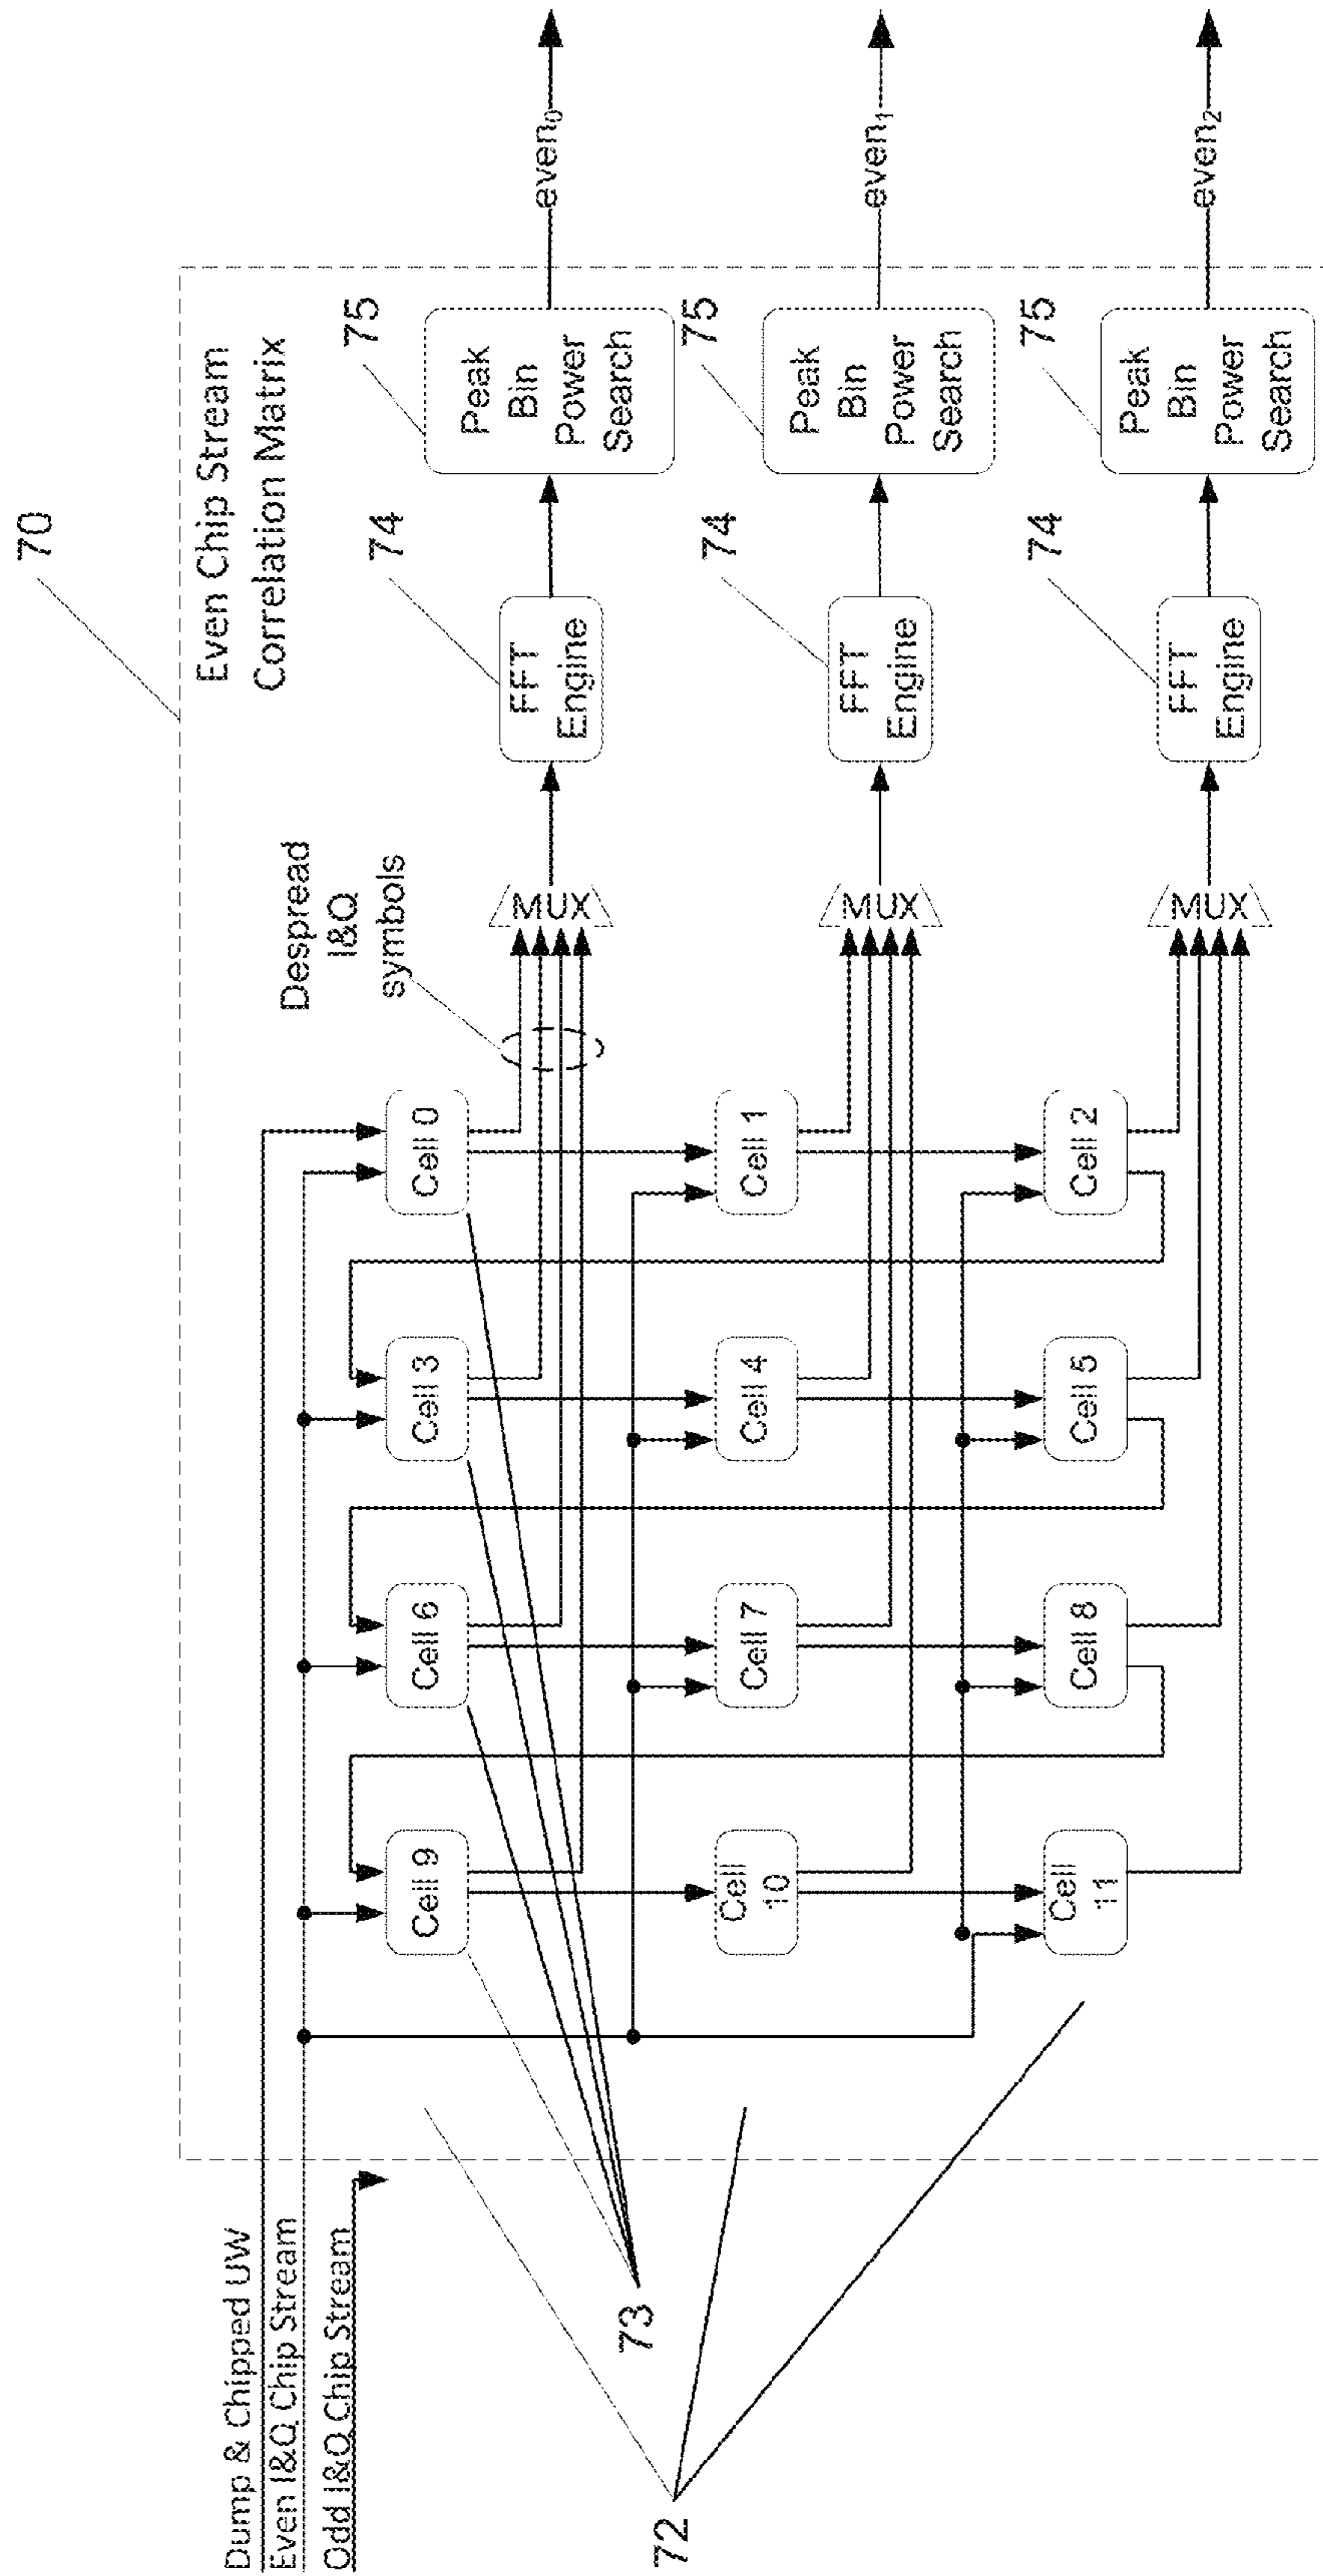 70
Even Chip Stream
Correlation Matrix
Dump & Chipped UW
Even I&Q Chip Stream
Odd I&Q Chip Stream
Despread
I&Q
symbols
Cell 9
Cell 6
Cell 3
Cell 0
MUX
74
FFT
Engine
75
Peak
Bin
Power
Search
even₀
Cell
10
Cell 7
Cell 4
Cell 1
MUX
74
FFT
Engine
75
Peak
Bin
Power
Search
even₁
Cell
11
Cell 8
Cell 5
Cell 2
MUX
74
FFT
Engine
75
Peak
Bin
Power
Search
even₂
73
72